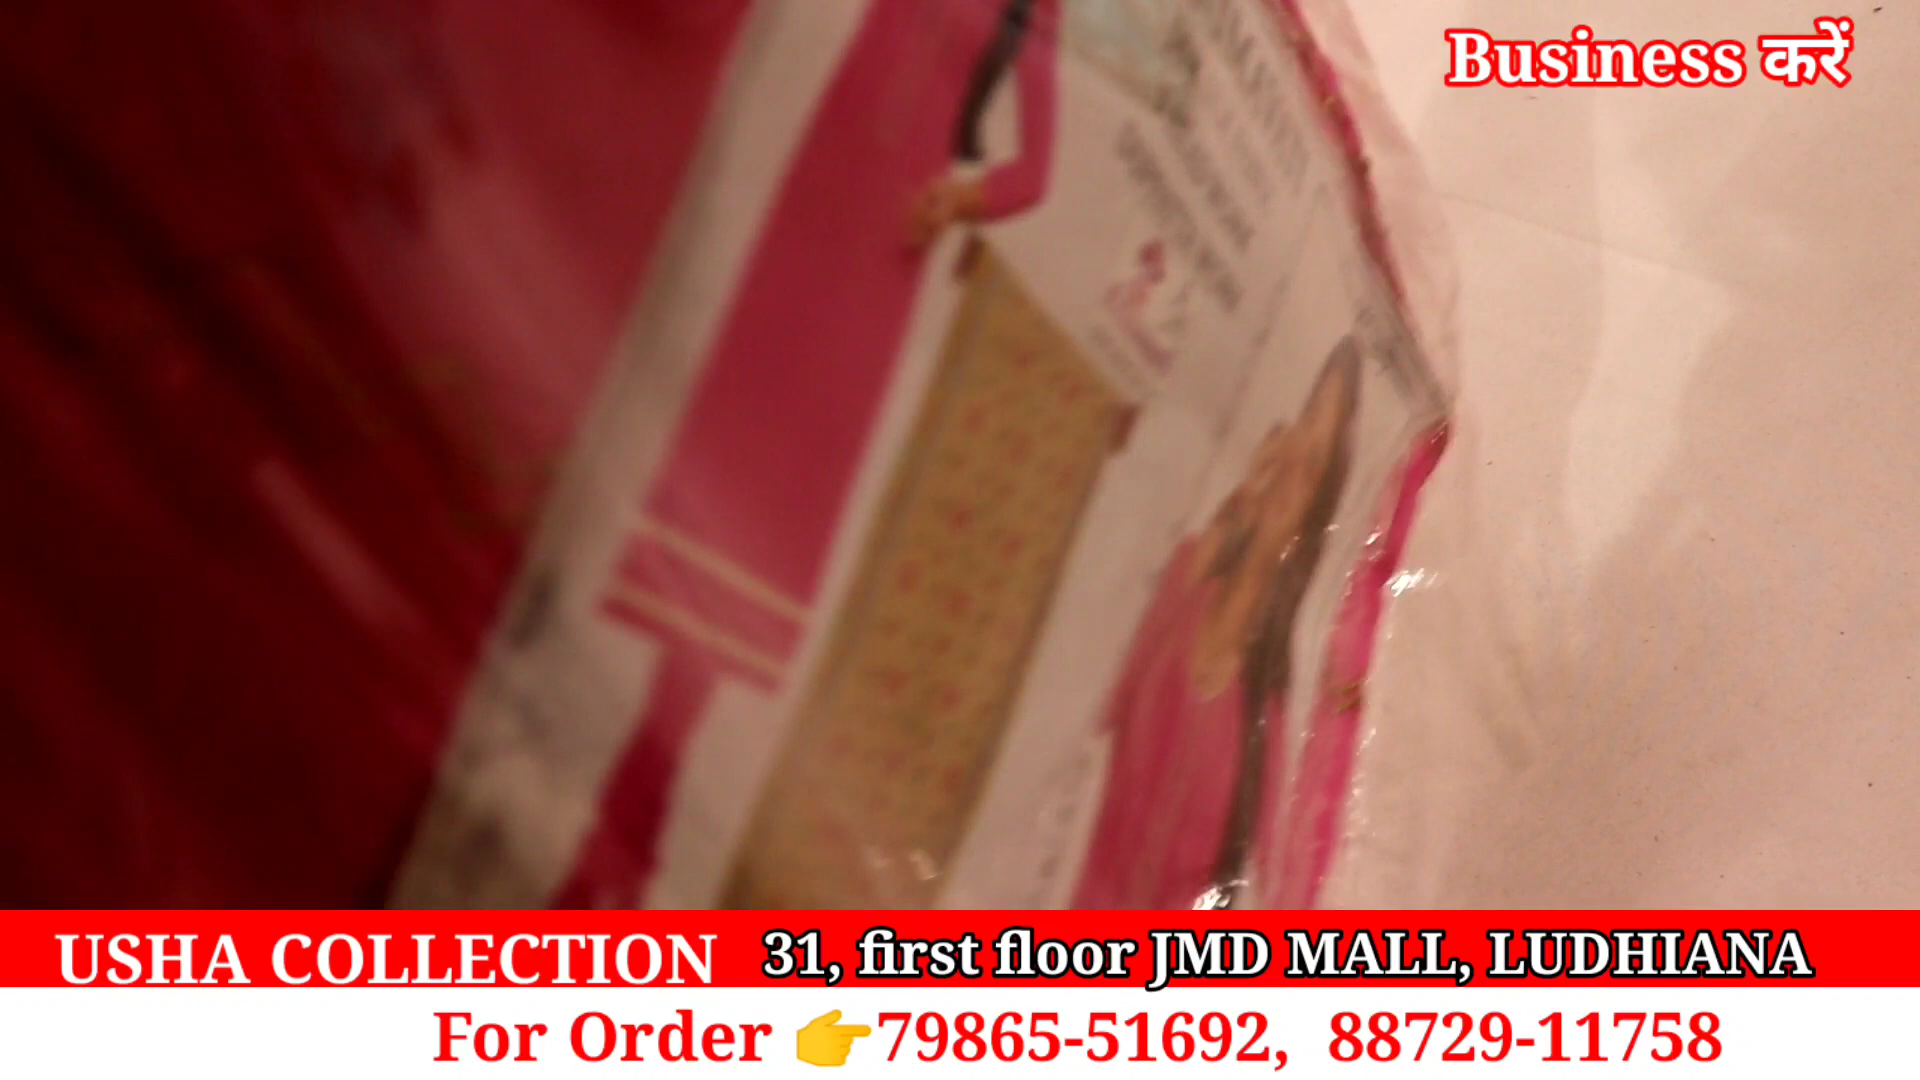 Business करें
USHA COLLECTION 31, first floor JMD MALL, LUDHIANA
For Order 👉79865-51692, 88729-11758